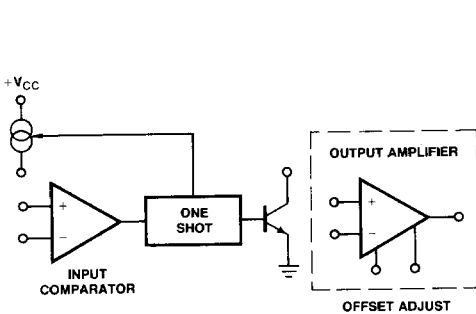 +VCC
OUTPUT AMPLIFIER
+
−
ONE
SHOT
+
−
INPUT
COMPARATOR
OFFSET ADJUST